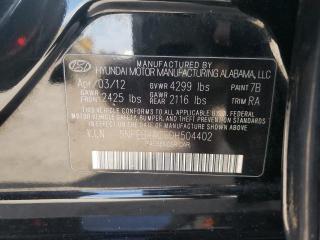 MANUFACTURED BY
HYUNDAI MOTOR MANUFACTURING ALABAMA, LLC
Apr/03/12 GVWR 4299 lbs PAINT 7B
GAWR FRONT 2425 lbs GAWR REAR 2116 lbs TRIM RA
THIS VEHICLE CONFORMS TO ALL APPLICABLE FEDERAL
MOTOR VEHICLE SAFETY, BUMPER, AND THEFT PREVENTION
STANDARDS IN EFFECT ON THE DATE OF MANUFACTURE
SHOWN ABOVE.
PASSENGER CAR